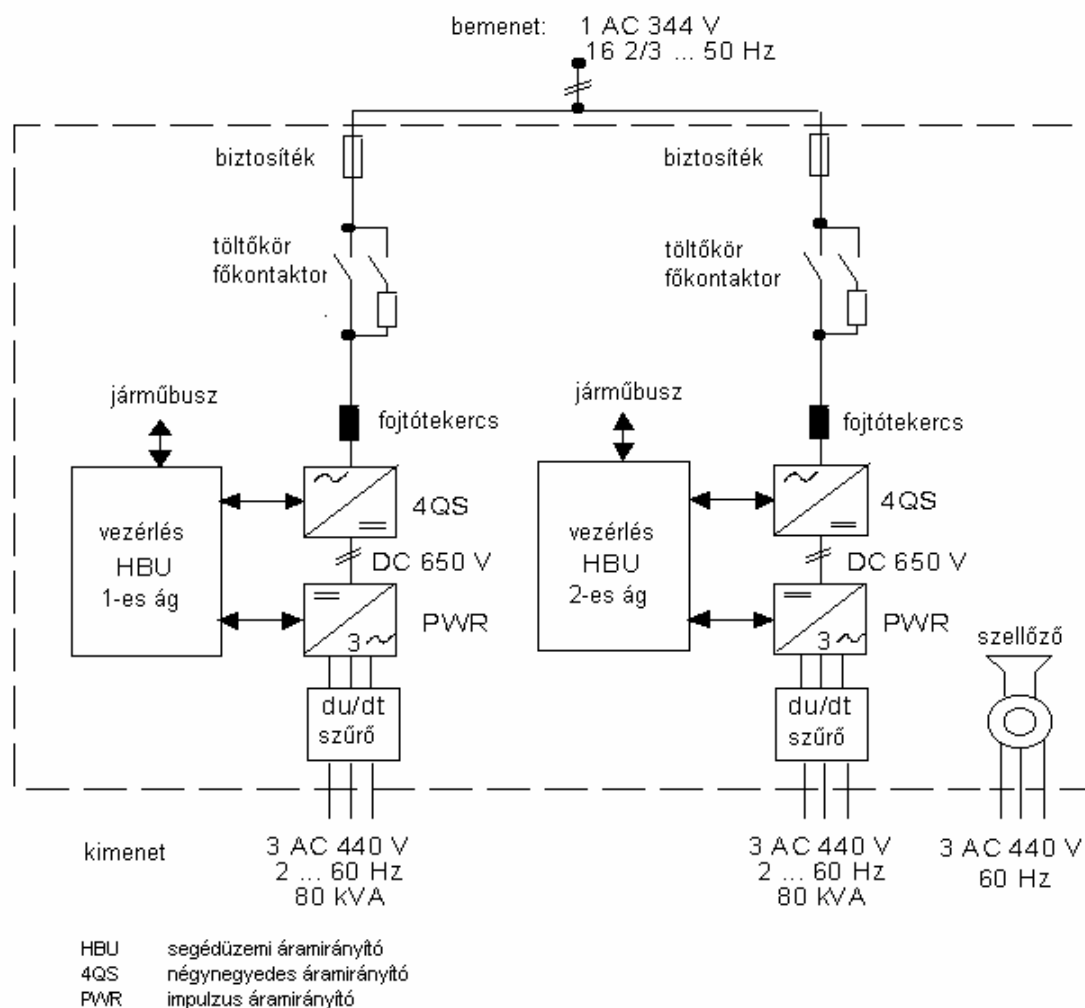 bemenet: 1 AC 344 V
16 2/3 ... 50 Hz
biztosíték
biztosíték
töltőkör
főkontaktor
töltőkör
főkontaktor
járműbusz
fojtótekercs
járműbusz
fojtótekercs
vezérlés
HBU
1-es ág
4QS
DC 650 V
PWR
3
du/dt
szűrő
vezérlés
HBU
2-es ág
4QS
DC 650 V
PWR
3
du/dt
szűrő
szellőző
kimenet
3 AC 440 V
2 ... 60 Hz
80 kVA
3 AC 440 V
2 ... 60 Hz
80 kVA
3 AC 440 V
60 Hz
HBU segédüzemi áramirányító
4QS négynegyedes áramirányító
PWR impulzus áramirányító